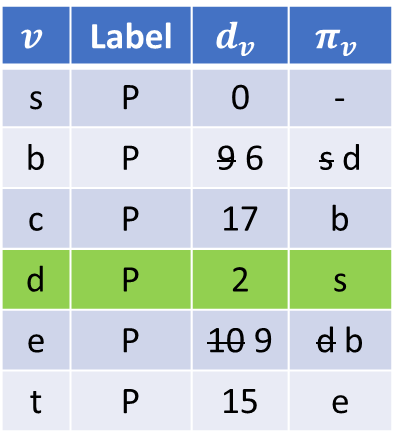 v Label d_v π_v
s P 0 -
b P ~~9~~ 6 ~~s~~ d
c P 17 b
d P 2 s
e P ~~10~~ 9 ~~d~~ b
t P 15 e